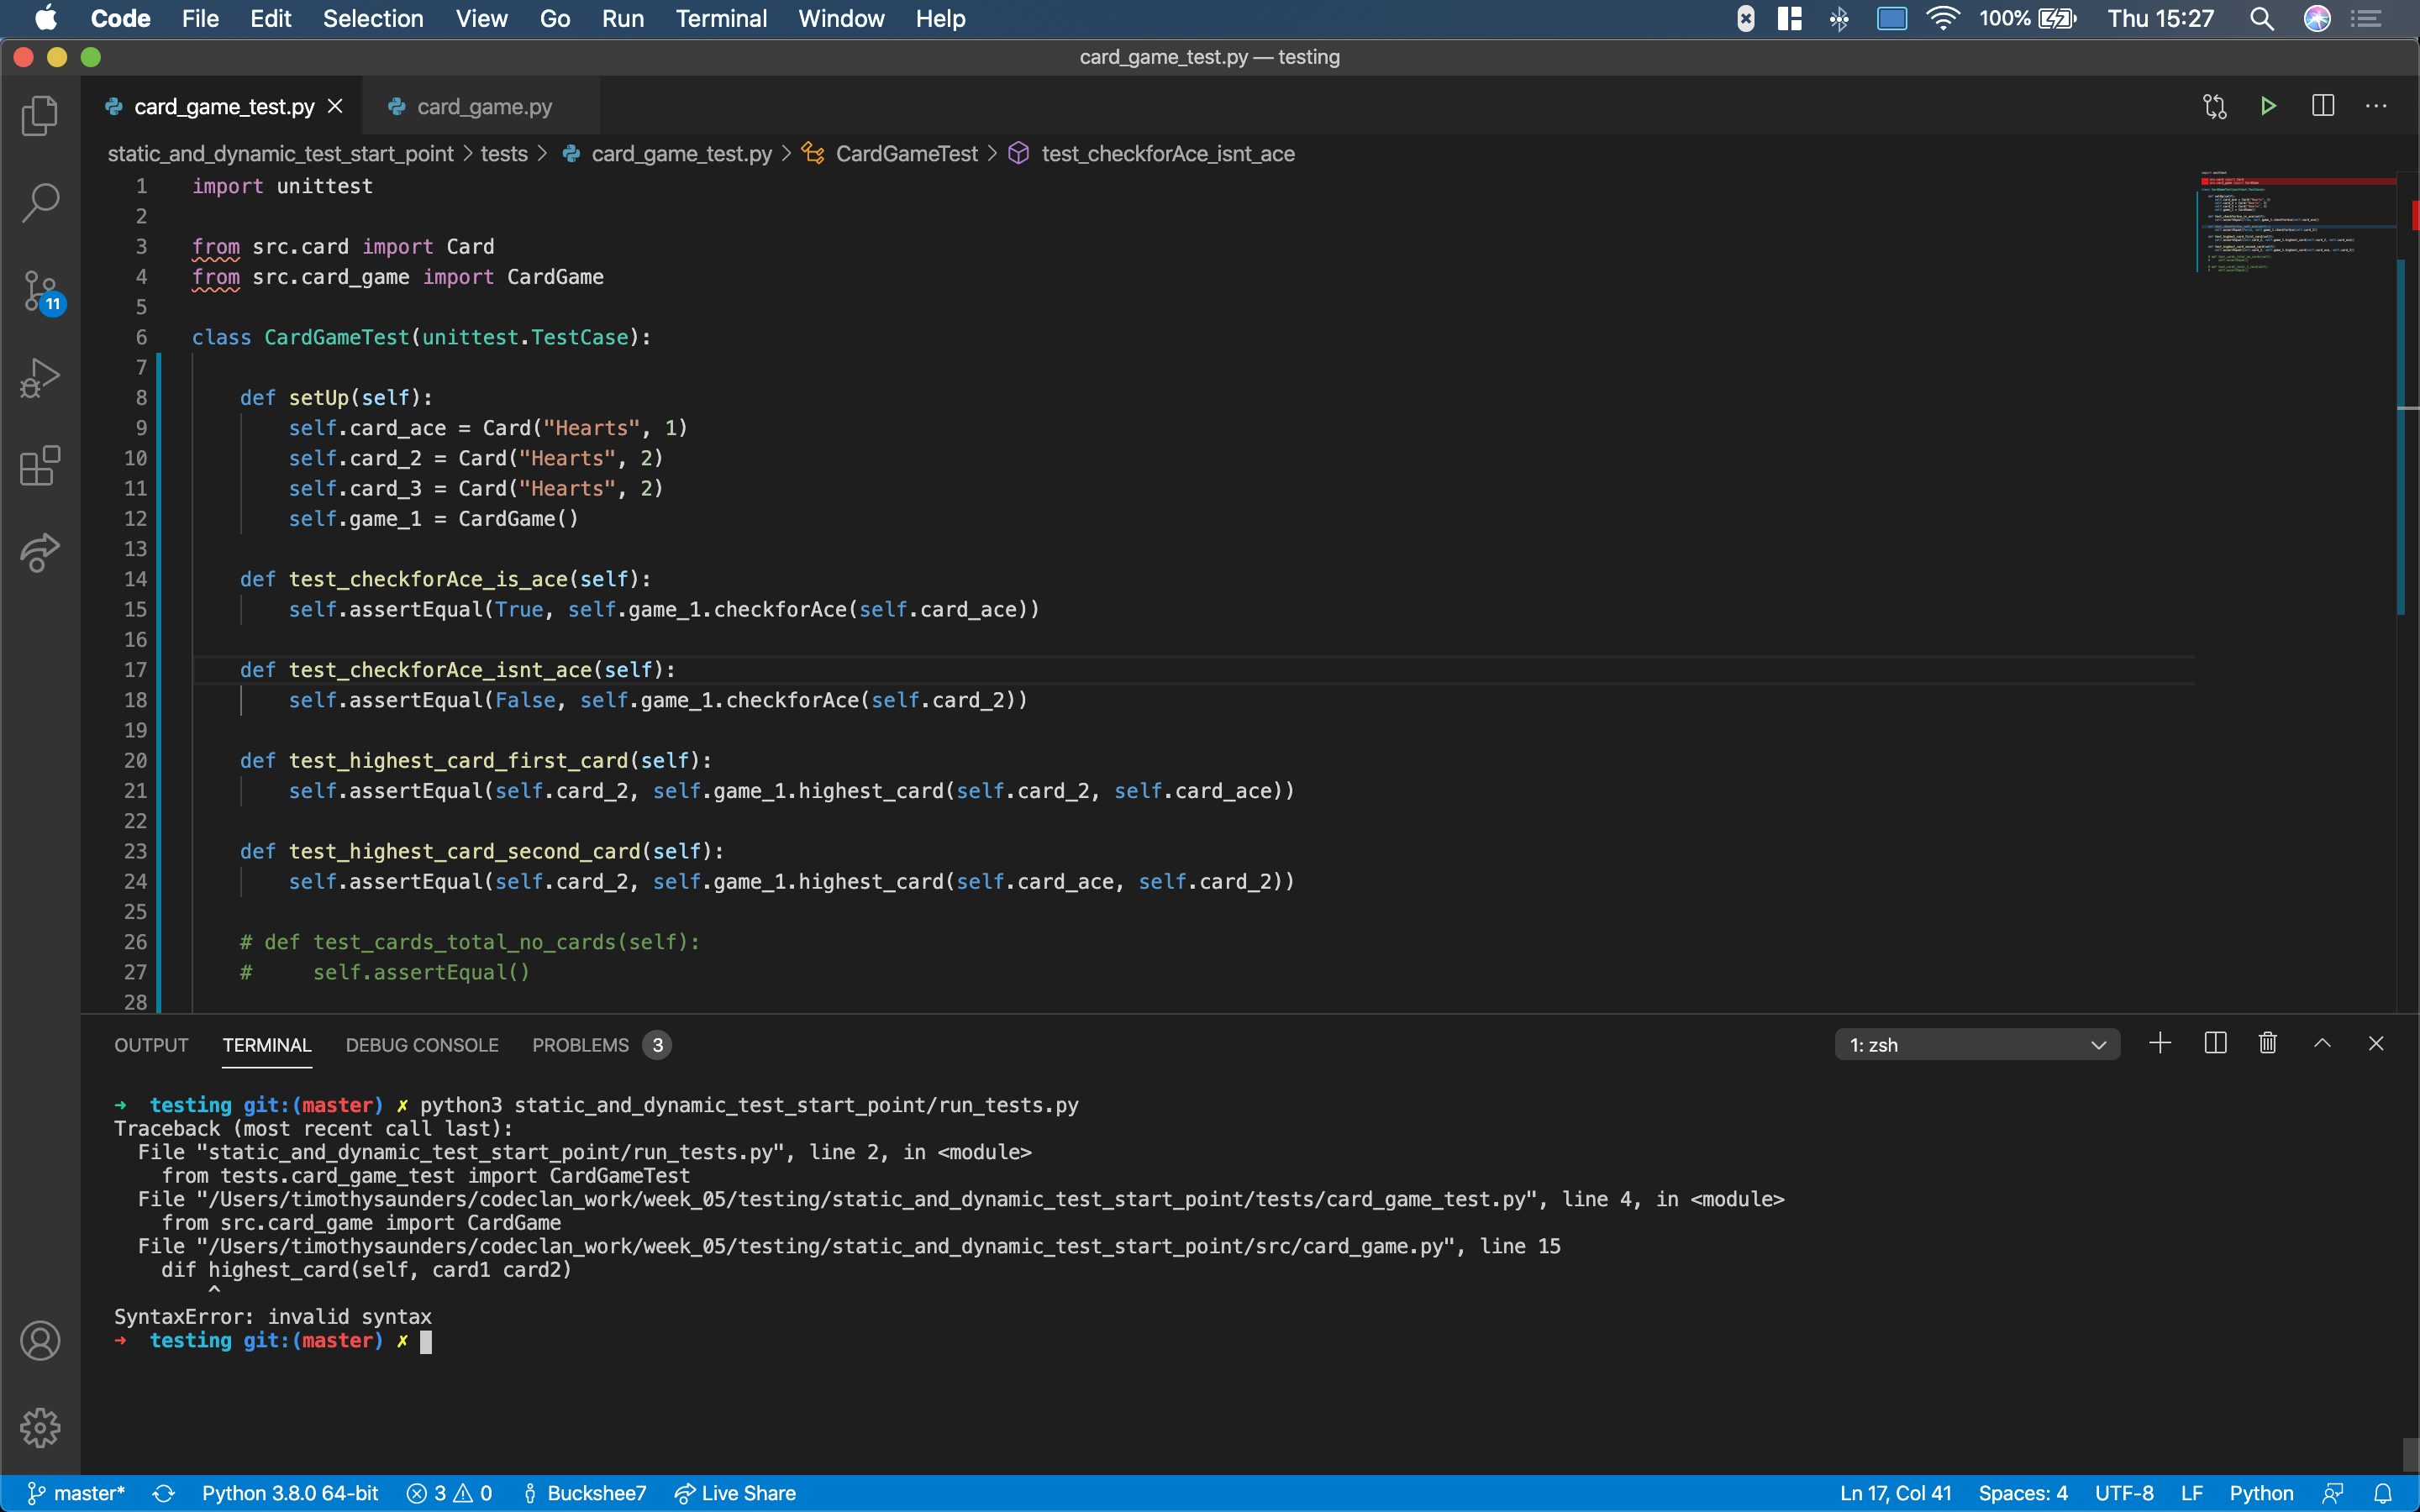 Code File Edit Selection View Go Run Terminal Window Help 100% Thu 15:27
card_game_test.py — testing
card_game_test.py card_game.py
static_and_dynamic_test_start_point > tests > card_game_test.py > CardGameTest > test_checkforAce_isnt_ace
1 import unittest
2
3 from src.card import Card
4 from src.card_game import CardGame
5
6 class CardGameTest(unittest.TestCase):
7
8 def setUp(self):
9 self.card_ace = Card("Hearts", 1)
10 self.card_2 = Card("Hearts", 2)
11 self.card_3 = Card("Hearts", 2)
12 self.game_1 = CardGame()
13
14 def test_checkforAce_is_ace(self):
15 self.assertEqual(True, self.game_1.checkforAce(self.card_ace))
16
17 def test_checkforAce_isnt_ace(self):
18 self.assertEqual(False, self.game_1.checkforAce(self.card_2))
19
20 def test_highest_card_first_card(self):
21 self.assertEqual(self.card_2, self.game_1.highest_card(self.card_2, self.card_ace))
22
23 def test_highest_card_second_card(self):
24 self.assertEqual(self.card_2, self.game_1.highest_card(self.card_ace, self.card_2))
25
26 # def test_cards_total_no_cards(self):
27 # self.assertEqual()
28
11
OUTPUT TERMINAL DEBUG CONSOLE PROBLEMS 3 1: zsh
→ testing git:(master) ✗ python3 static_and_dynamic_test_start_point/run_tests.py
Traceback (most recent call last):
File "static_and_dynamic_test_start_point/run_tests.py", line 2, in <module>
from tests.card_game_test import CardGameTest
File "/Users/timothysaunders/codeclan_work/week_05/testing/static_and_dynamic_test_start_point/tests/card_game_test.py", line 4, in <module>
from src.card_game import CardGame
File "/Users/timothysaunders/codeclan_work/week_05/testing/static_and_dynamic_test_start_point/src/card_game.py", line 15
dif highest_card(self, card1 card2)
^
SyntaxError: invalid syntax
→ testing git:(master) ✗
master* Python 3.8.0 64-bit 3 0 Buckshee7 Live Share Ln 17, Col 41 Spaces: 4 UTF-8 LF Python